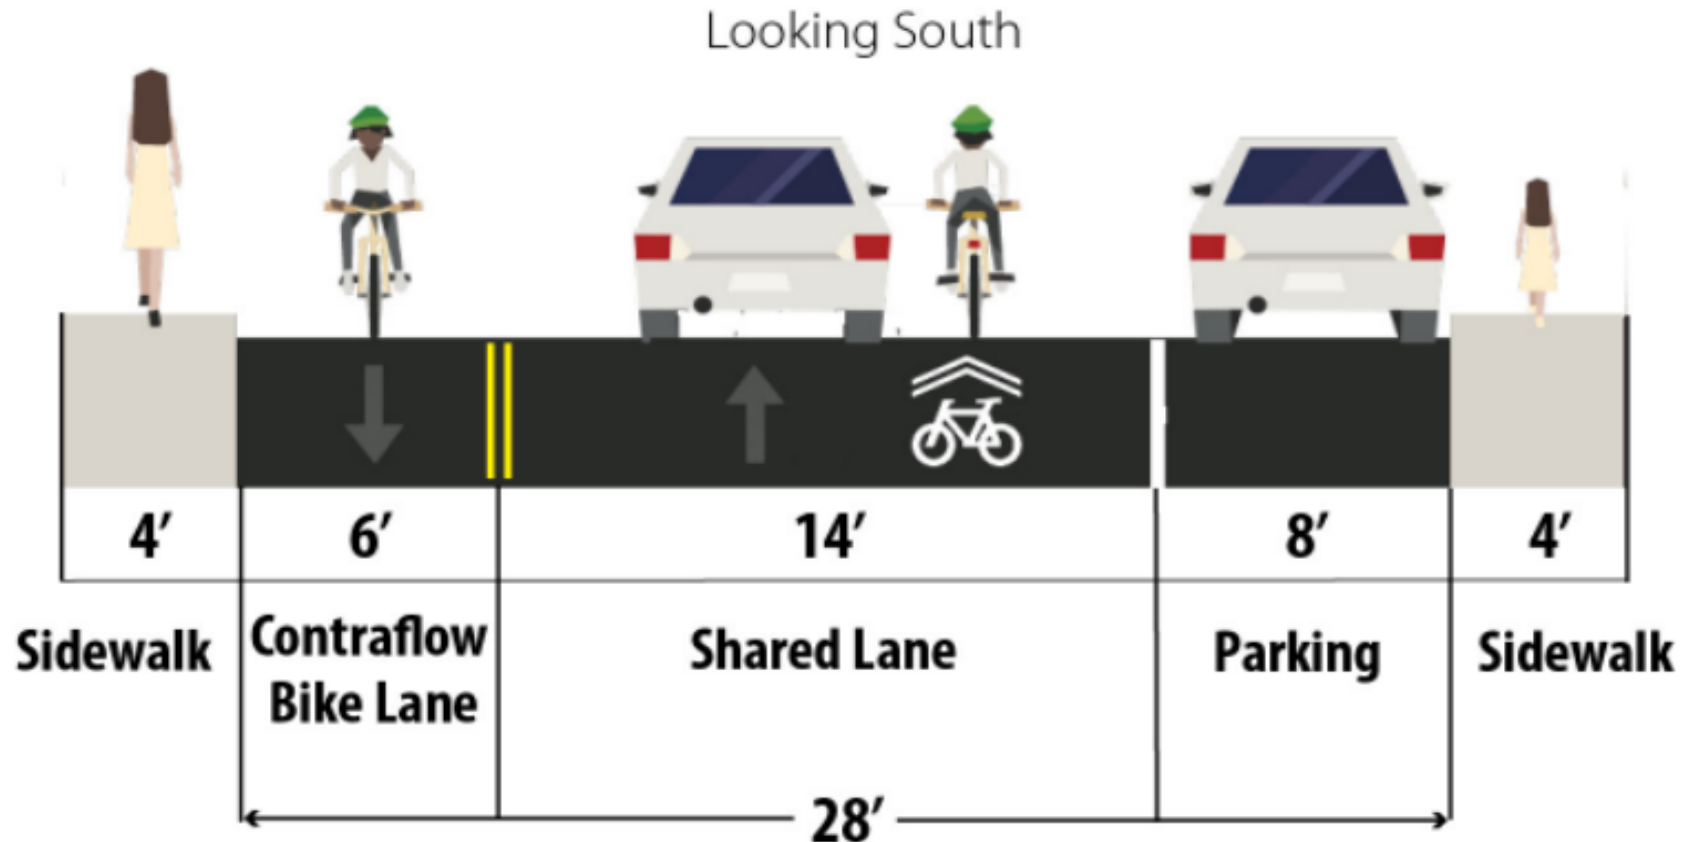 Looking South
4′ 6′ 14′ 8′ 4′
Sidewalk Contraflow Shared Lane Parking Sidewalk
Bike Lane
28′